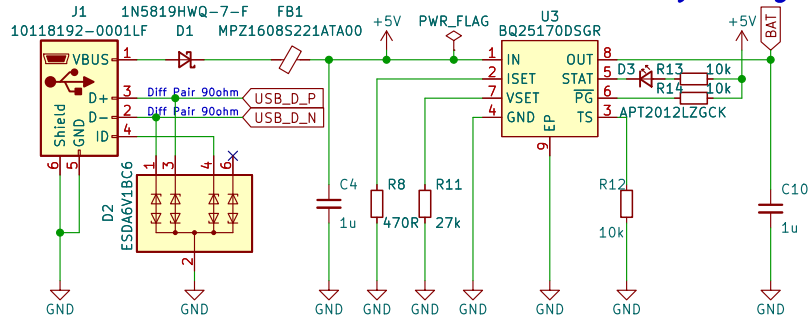 J1
10118192-0001LF
1N5819HWQ-7-F
D1
FB1
MPZ1608S221ATA00
+5V
PWR_FLAG
U3
BQ25170DSGR
+5V
BAT
VBUS 1
D+ 3
D- 2
ID 4
Shield
GND
6 5
Diff Pair 90ohm
Diff Pair 90ohm
USB_D_P
USB_D_N
1 IN
2 ISET
7 VSET
4 GND
EP
9
OUT 8
STAT 5
PG 6
TS 3
D3
R13 10k
R14 10k
APT2012LZGCK
1 3 4 6
D2
ESDA6V1BC6
2
C4
1u
R8
470R
R11
27k
R12
10k
C10
1u
GND
GND
GND
GND
GND
GND
GND
GND
GND